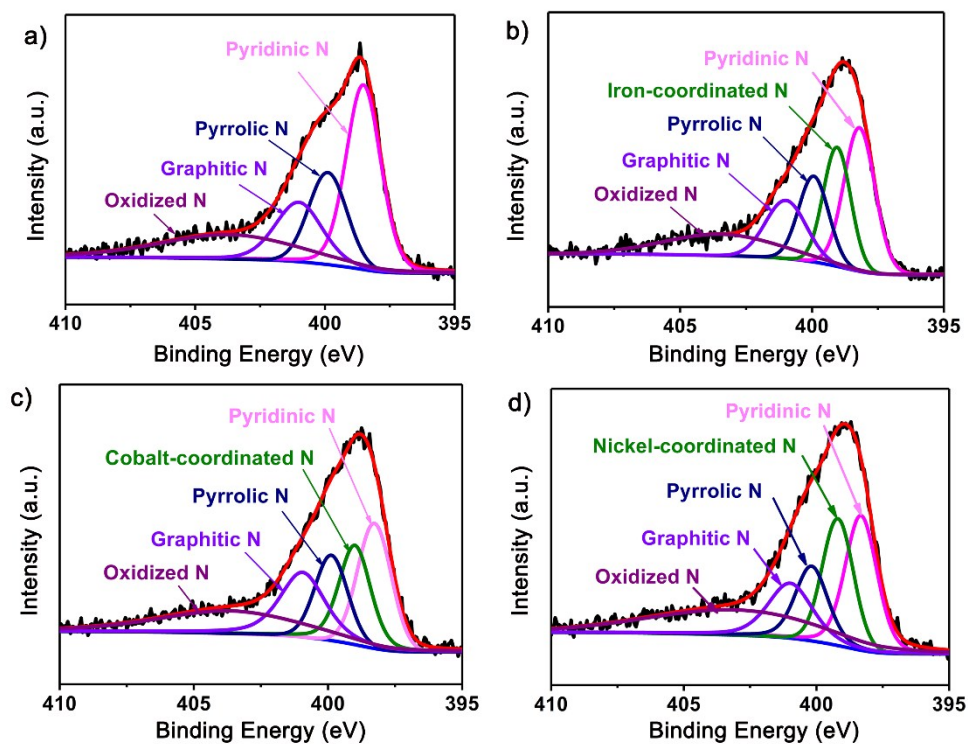 a)
Pyridinic N
Pyrrolic N
Graphitic N
Oxidized N
Intensity (a.u.)
410 405 400 395
Binding Energy (eV)
b)
Pyridinic N
Iron-coordinated N
Pyrrolic N
Graphitic N
Oxidized N
Intensity (a.u.)
410 405 400 395
Binding Energy (eV)
c)
Pyridinic N
Cobalt-coordinated N
Pyrrolic N
Graphitic N
Oxidized N
Intensity (a.u.)
410 405 400 395
Binding Energy (eV)
d)
Pyridinic N
Nickel-coordinated N
Pyrrolic N
Graphitic N
Oxidized N
Intensity (a.u.)
410 405 400 395
Binding Energy (eV)